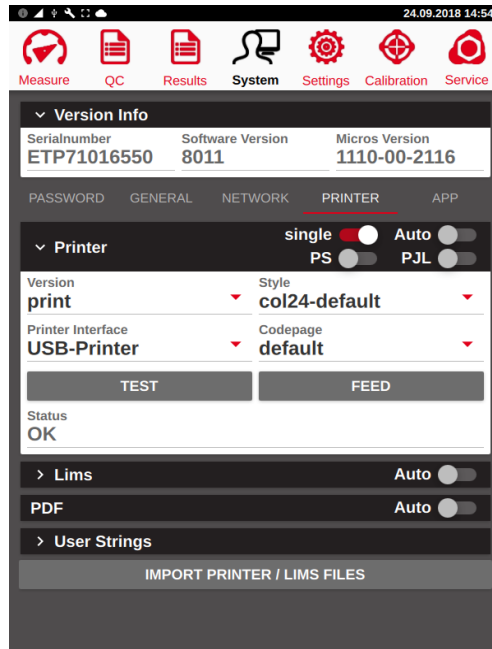 24.09.2018 14:54
Measure QC Results System Settings Calibration Service
Version Info
Serialnumber Software Version Micros Version
ETP71016550 8011 1110-00-2116
PASSWORD GENERAL NETWORK PRINTER APP
single Auto
Printer
PS PJL
Version Style
print col24-default
Printer Interface Codepage
USB-Printer default
TEST FEED
Status
OK
Lims Auto
PDF Auto
User Strings
IMPORT PRINTER / LIMS FILES